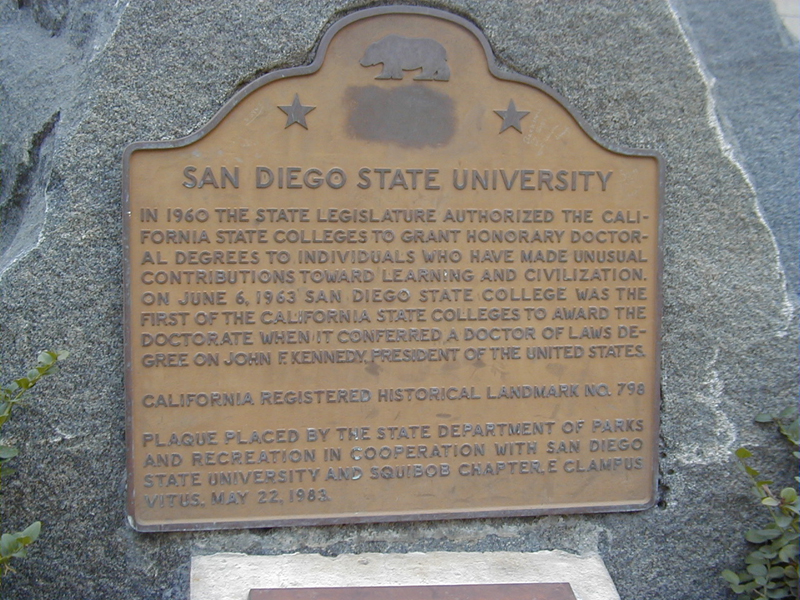 SAN DIEGO STATE UNIVERSITY
IN 1960 THE STATE LEGISLATURE AUTHORIZED THE CALI-
FORNIA STATE COLLEGES TO GRANT HONORARY DOCTOR-
AL DEGREES TO INDIVIDUALS WHO HAVE MADE UNUSUAL
CONTRIBUTIONS TOWARD LEARNING AND CIVILIZATION.
ON JUNE 6, 1963 SAN DIEGO STATE COLLEGE WAS THE
FIRST OF THE CALIFORNIA STATE COLLEGES TO AWARD THE
DOCTORATE WHEN IT CONFERRED A DOCTOR OF LAWS DE-
GREE ON JOHN F. KENNEDY, PRESIDENT OF THE UNITED STATES.
CALIFORNIA REGISTERED HISTORICAL LANDMARK NO. 798
PLAQUE PLACED BY THE STATE DEPARTMENT OF PARKS
AND RECREATION IN COOPERATION WITH SAN DIEGO
STATE UNIVERSITY AND SQUIBOB CHAPTER, E CLAMPUS
VITUS, MAY 22, 1983.